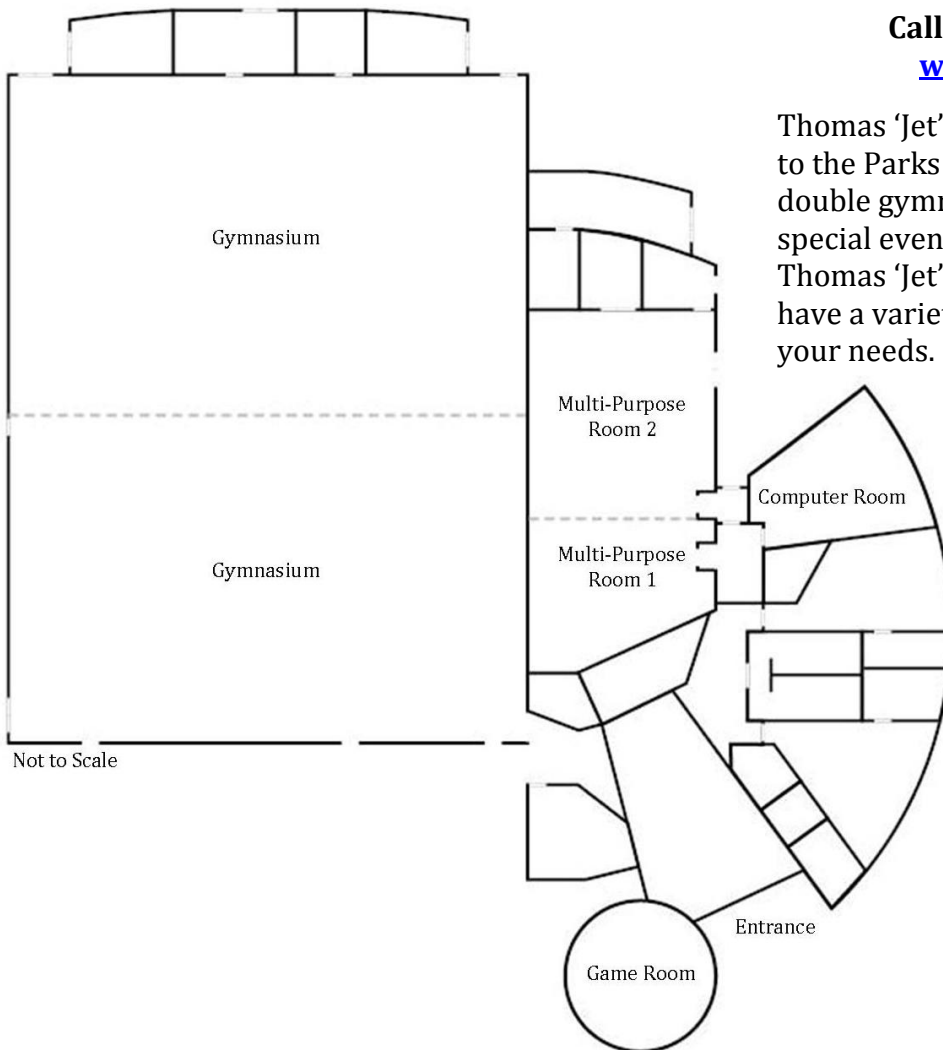 Call
w
Thomas ‘Jet’
to the Parks
double gymn
special even
Thomas ‘Jet’
have a variet
your needs.
Gymnasium
Multi-Purpose
Room 2
Computer Room
Multi-Purpose
Room 1
Gymnasium
Not to Scale
Entrance
Game Room